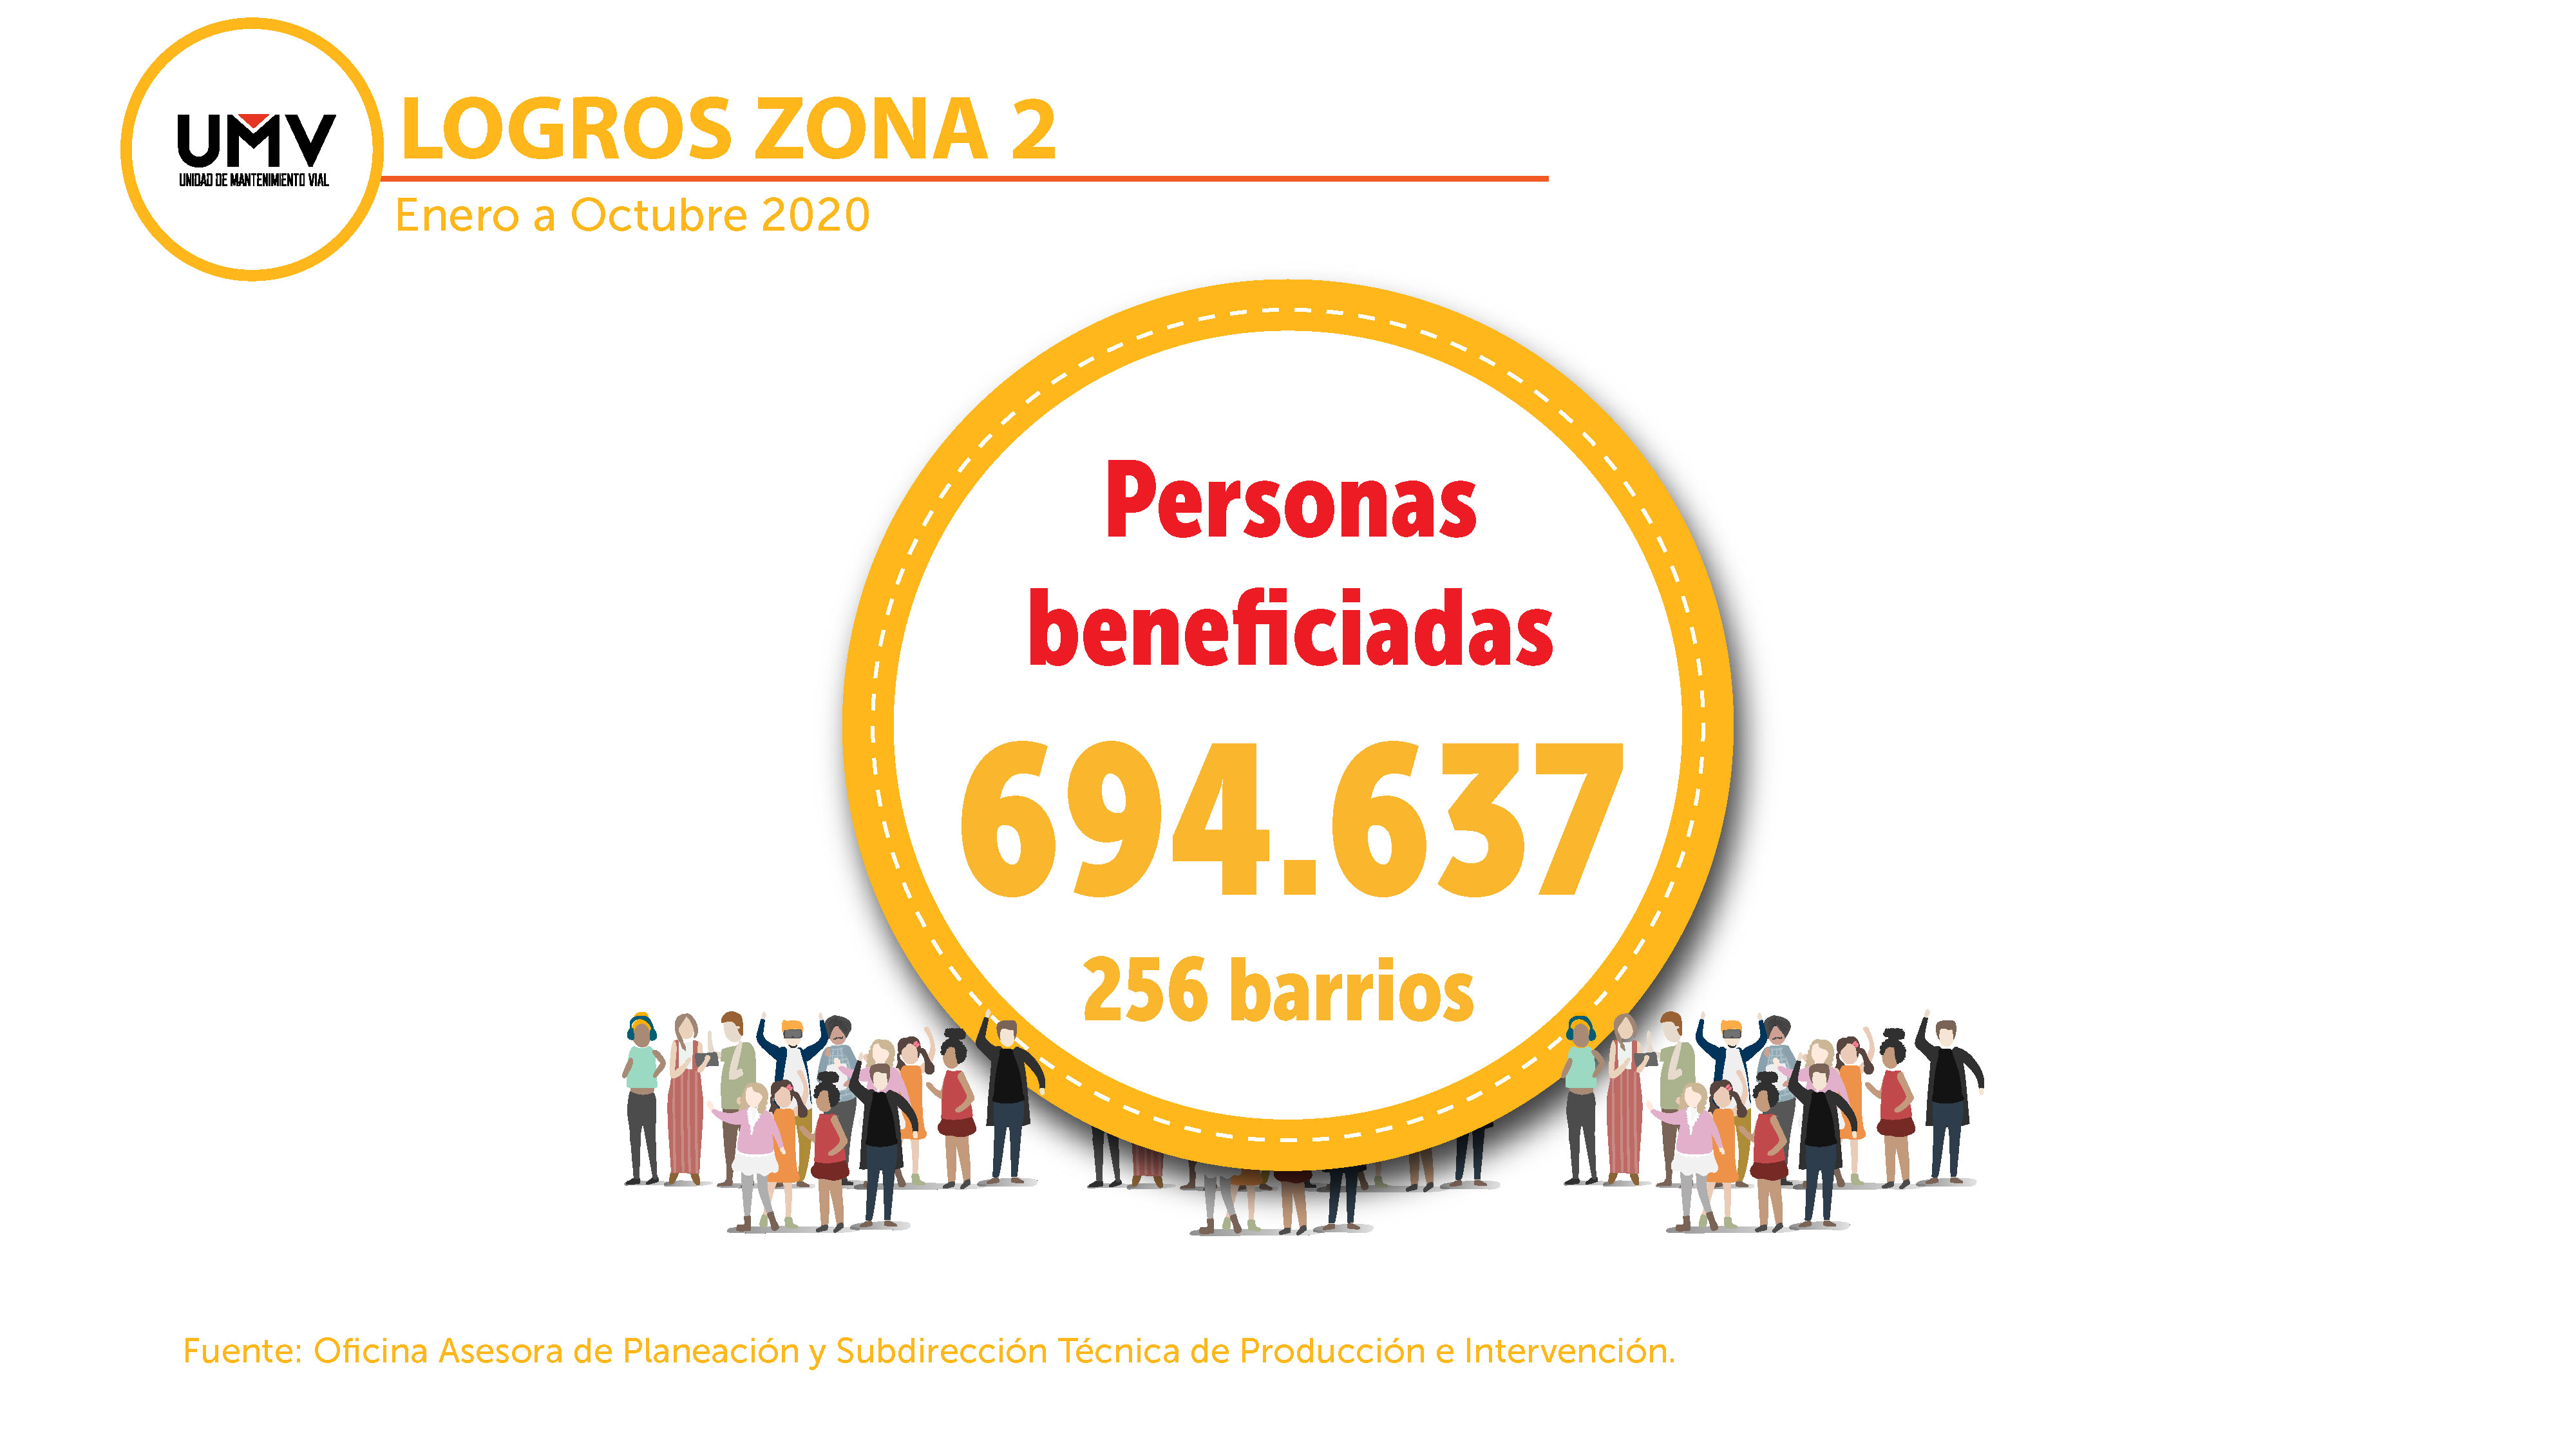 UMV
UNIDAD DE MANTENIMIENTO VIAL
LOGROS ZONA 2
Enero a Octubre 2020
Personas
beneficiadas
694.637
256 barrios
Fuente: Oficina Asesora de Planeación y Subdirección Técnica de Producción e Intervención.